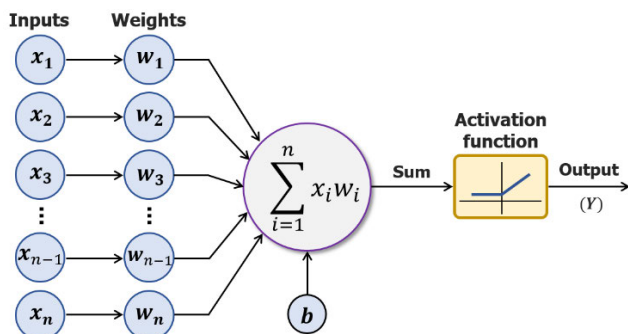 Inputs
Weights
x₁
w₁
x₂
w₂
x₃
w₃
⋮
⋮
xₙ₋₁
wₙ₋₁
xₙ
wₙ
n
∑ xᵢwᵢ
i=1
b
Sum
Activation
function
Output
(Y)